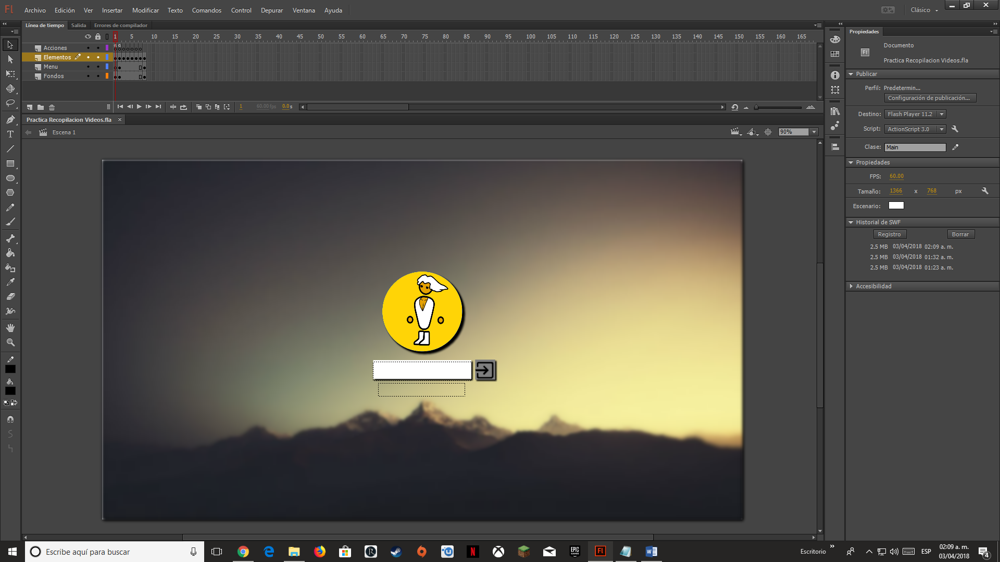 Fl Archivo Edición Ver Insertar Modificar Texto Comandos Control Depurar Ventana Ayuda Clásico
Línea de tiempo Salida Errores de compilador
1 5 10 15 20 25 30 35 40 45 50 55 60 65 70 75 80 85 90 95 100 105 110 115 120 125 130 135 140 145 150 155 160 165
Acciones
Elementos
Menu
Fondos
1 60.00 fps 0.0 s
Practica Recopilacion Videos.fla
Escena 1 90%
Propiedades
Fl Documento
Practica Recopilacion Videos.fla
Publicar
Perfil: Predetermin...
Configuración de publicación...
Destino: Flash Player 11.2
Script: ActionScript 3.0
Clase: Main
Propiedades
FPS: 60.00
Tamaño: 1366 x 768 px
Escenario:
Historial de SWF
Registro Borrar
2.5 MB 03/04/2018 02:09 a. m.
2.5 MB 03/04/2018 01:32 a. m.
2.5 MB 03/04/2018 01:23 a. m.
Accesibilidad
Escribe aquí para buscar
EPIC GAMES
Fl
Escritorio
ESP
02:09 a. m.
03/04/2018
4